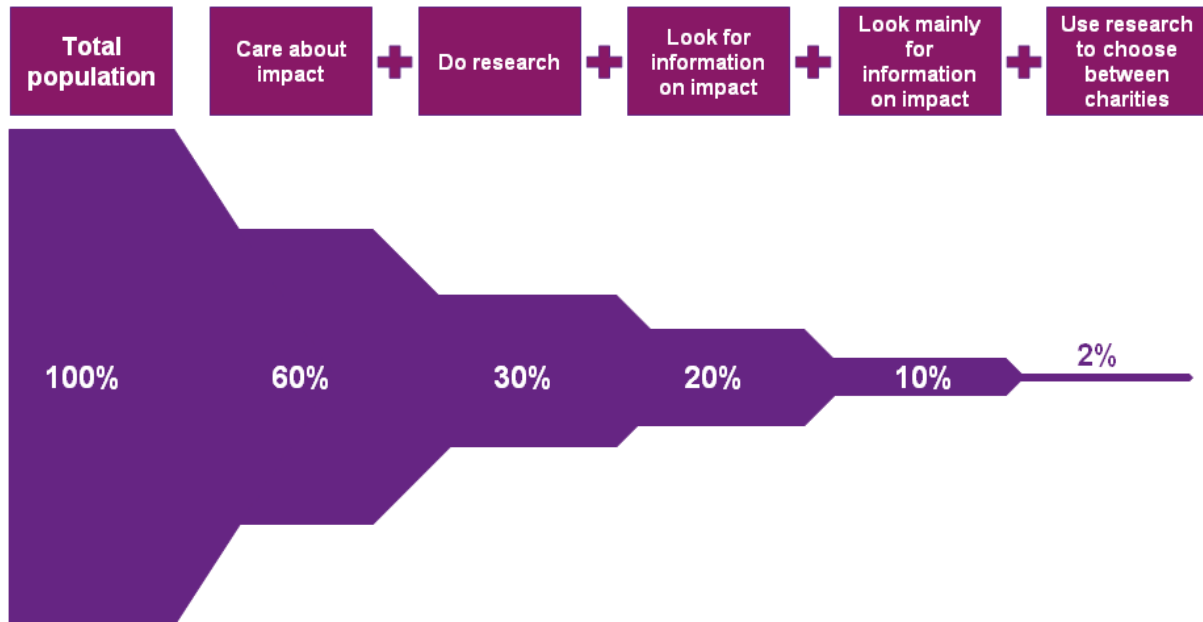 Total
population
Care about
impact
Do research
Look for
information
on impact
Look mainly
for
information
on impact
Use research
to choose
between
charities
100%
60%
30%
20%
10%
2%